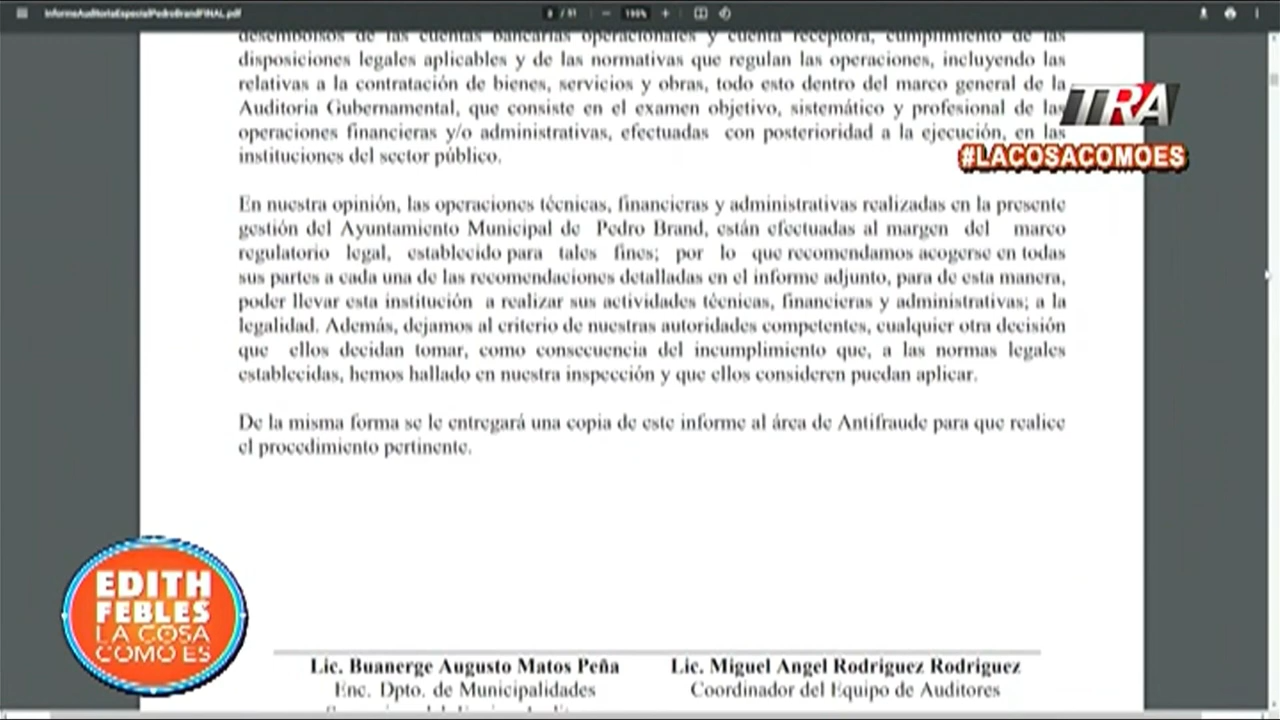 InformeAuditoriaEspecialPedroBrandFINAL.pdf
/ 51
190%
desembolsos de las cuentas bancarias operacionales y cuenta receptora, cumplimiento de las
disposiciones legales aplicables y de las normativas que regulan las operaciones, incluyendo las
relativas a la contratación de bienes, servicios y obras, todo esto dentro del marco general de la
Auditoria Gubernamental, que consiste en el examen objetivo, sistemático y profesional de las
operaciones financieras y/o administrativas, efectuadas con posterioridad a la ejecución, en las
instituciones del sector público.
TRA
#LACOSACOMOES
En nuestra opinión, las operaciones técnicas, financieras y administrativas realizadas en la presente
gestión del Ayuntamiento Municipal de Pedro Brand, están efectuadas al margen del marco
regulatorio legal, establecido para tales fines; por lo que recomendamos acogerse en todas
sus partes a cada una de las recomendaciones detalladas en el informe adjunto, para de esta manera,
poder llevar esta institución a realizar sus actividades técnicas, financieras y administrativas; a la
legalidad. Además, dejamos al criterio de nuestras autoridades competentes, cualquier otra decisión
que ellos decidan tomar, como consecuencia del incumplimiento que, a las normas legales
establecidas, hemos hallado en nuestra inspección y que ellos consideren puedan aplicar.
De la misma forma se le entregará una copia de este informe al área de Antifraude para que realice
el procedimiento pertinente.
EDITH
FEBLES
LA COSA
COMO ES
Lic. Buanerge Augusto Matos Peña
Lic. Miguel Angel Rodriguez Rodriguez
Enc. Dpto. de Municipalidades
Coordinador del Equipo de Auditores